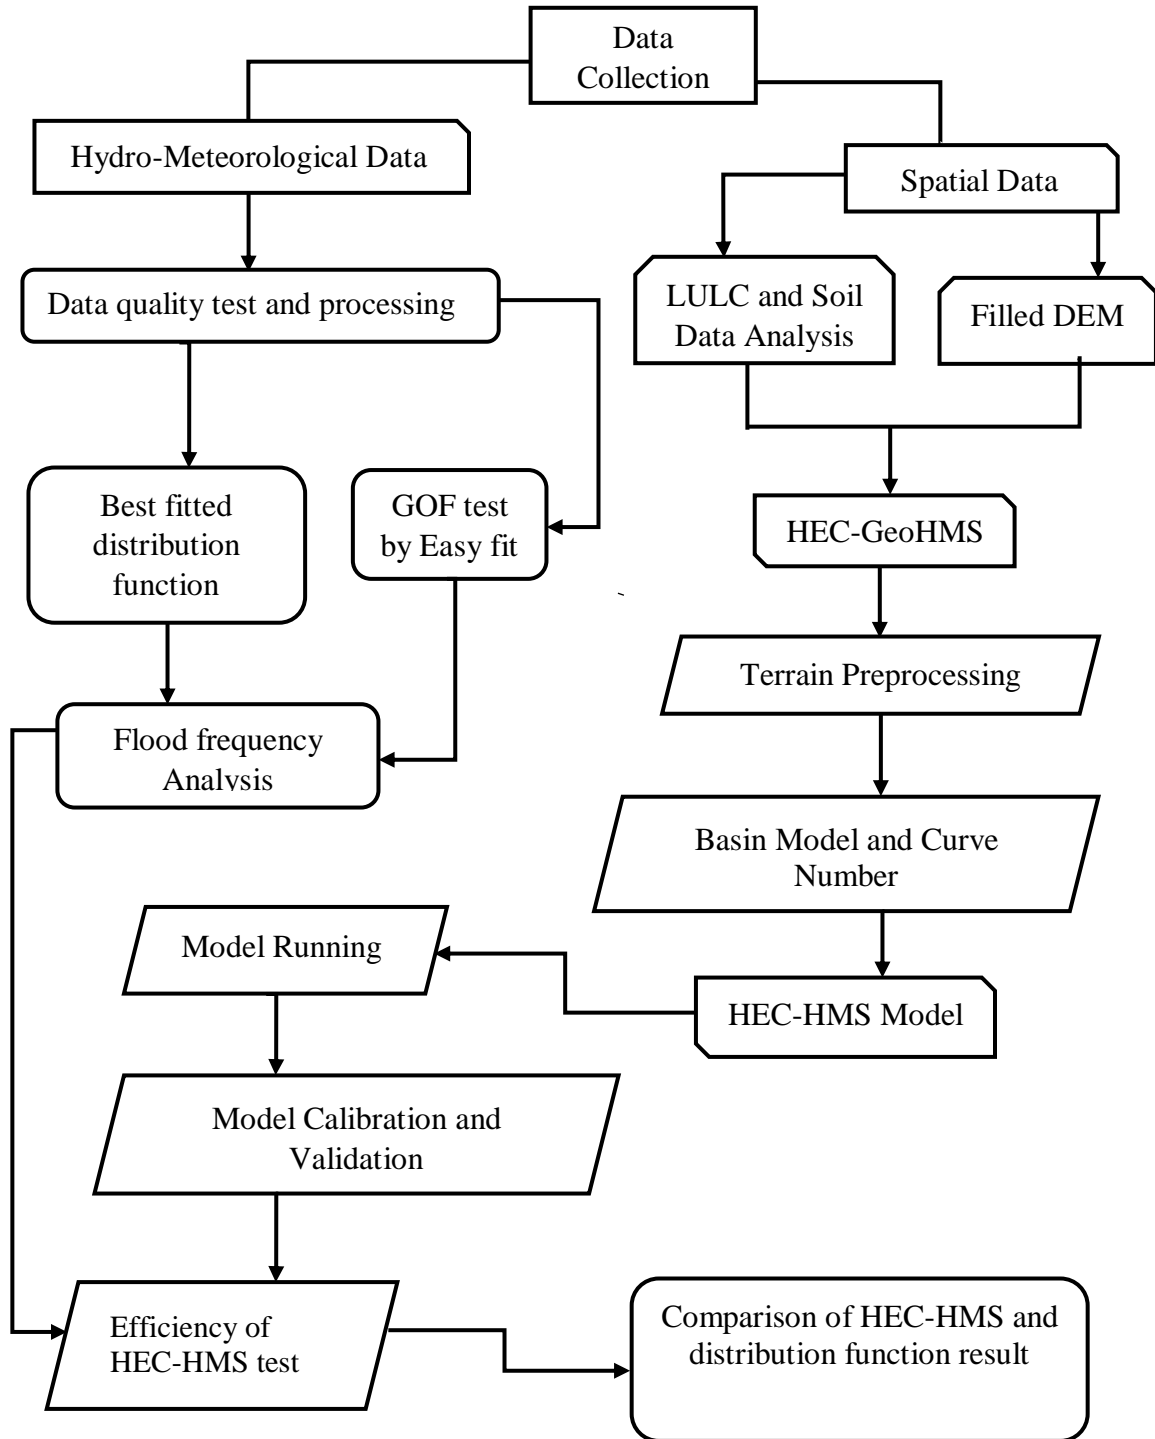 Data
Collection
Hydro-Meteorological Data
Spatial Data
Data quality test and processing
LULC and Soil
Data Analysis
Filled DEM
Best fitted
distribution
function
GOF test
by Easy fit
HEC-GeoHMS
Terrain Preprocessing
Flood frequency
Analysis
Basin Model and Curve
Number
Model Running
HEC-HMS Model
Model Calibration and
Validation
Efficiency of
HEC-HMS test
Comparison of HEC-HMS and
distribution function result